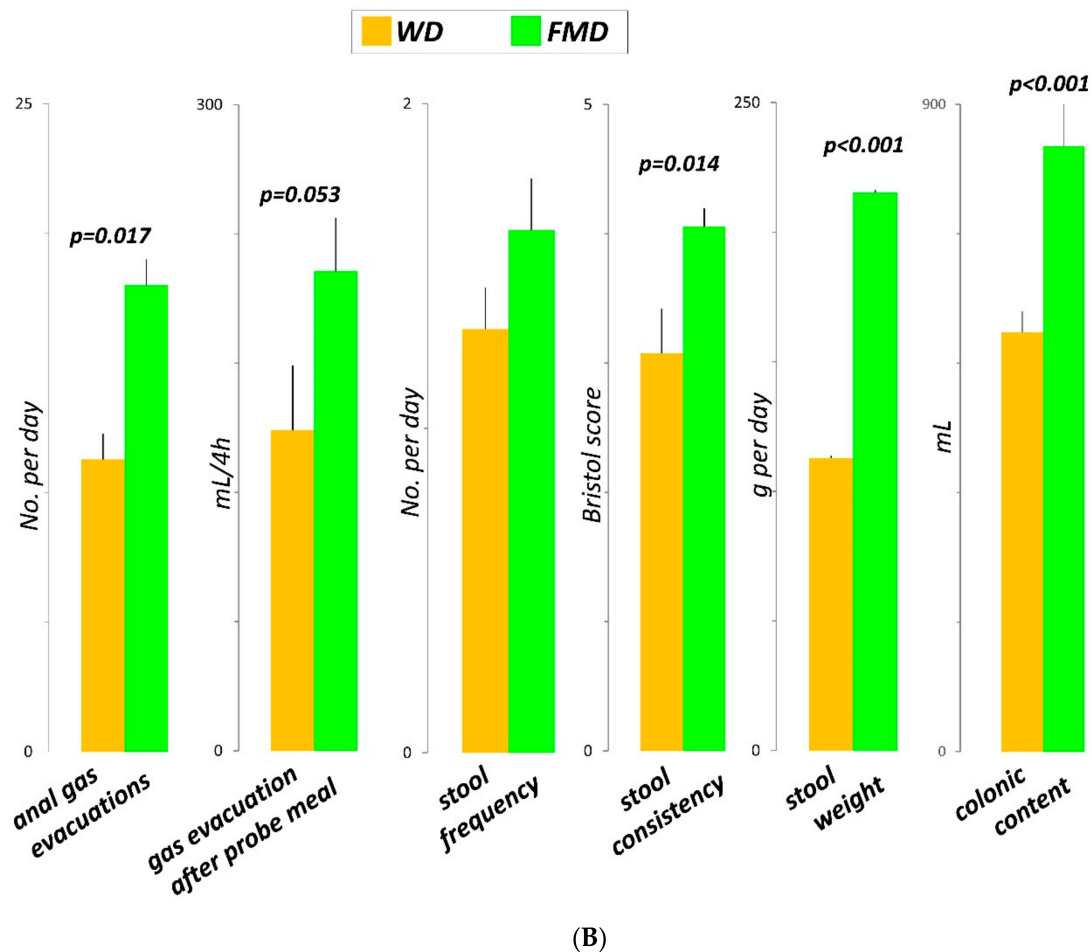 WD FMD
25
p=0.017
No. per day
0
anal gas
evacuations
300
p=0.053
mL/4h
0
gas evacuation
after probe meal
2
No. per day
0
stool
frequency
5
p=0.014
Bristol score
0
stool
consistency
250
p<0.001
g per day
0
stool
weight
900
p<0.001
mL
0
colonic
content
(B)